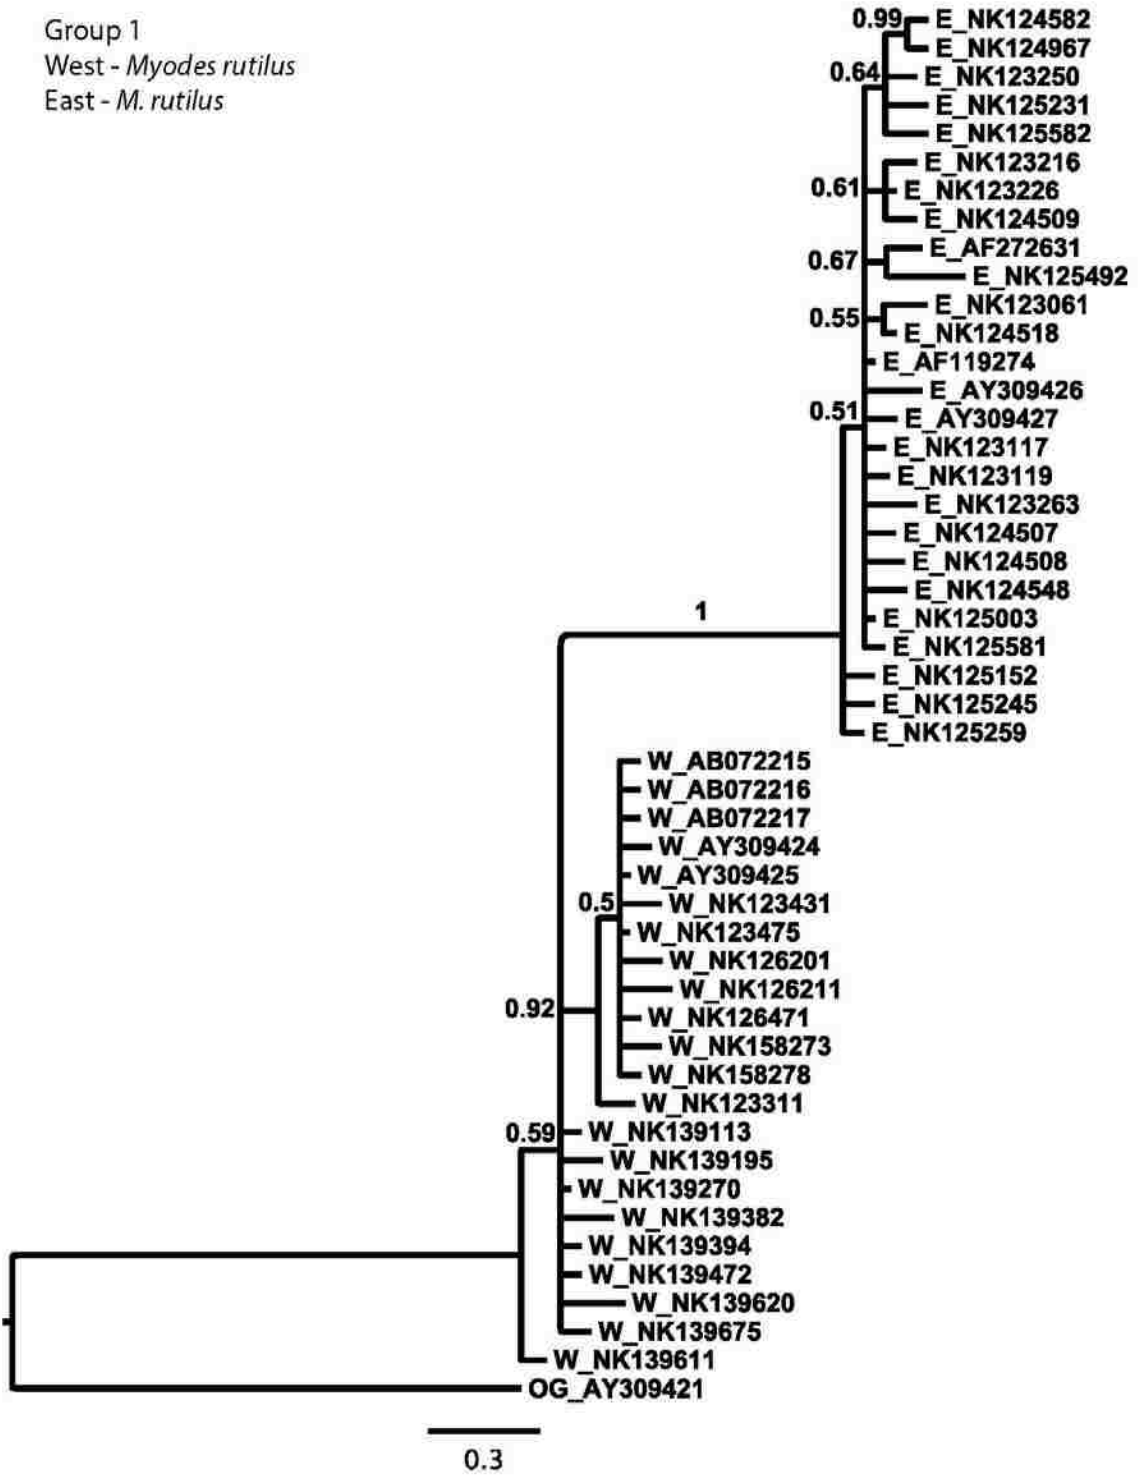 Group 1
West - Myodes rutilus
East - M. rutilus
0.99
E_NK124582
E_NK124967
0.64
E_NK123250
E_NK125231
E_NK125582
E_NK123216
0.61
E_NK123226
E_NK124509
E_AF272631
0.67
E_NK125492
E_NK123061
0.55
E_NK124518
E_AF119274
E_AY309426
0.51
E_AY309427
E_NK123117
E_NK123119
E_NK123263
E_NK124507
E_NK124508
E_NK124548
1
E_NK125003
E_NK125581
E_NK125152
E_NK125245
E_NK125259
W_AB072215
W_AB072216
W_AB072217
W_AY309424
W_AY309425
0.5
W_NK123431
W_NK123475
W_NK126201
W_NK126211
0.92
W_NK126471
W_NK158273
W_NK158278
W_NK123311
0.59
W_NK139113
W_NK139195
W_NK139270
W_NK139382
W_NK139394
W_NK139472
W_NK139620
W_NK139675
W_NK139611
OG_AY309421
0.3